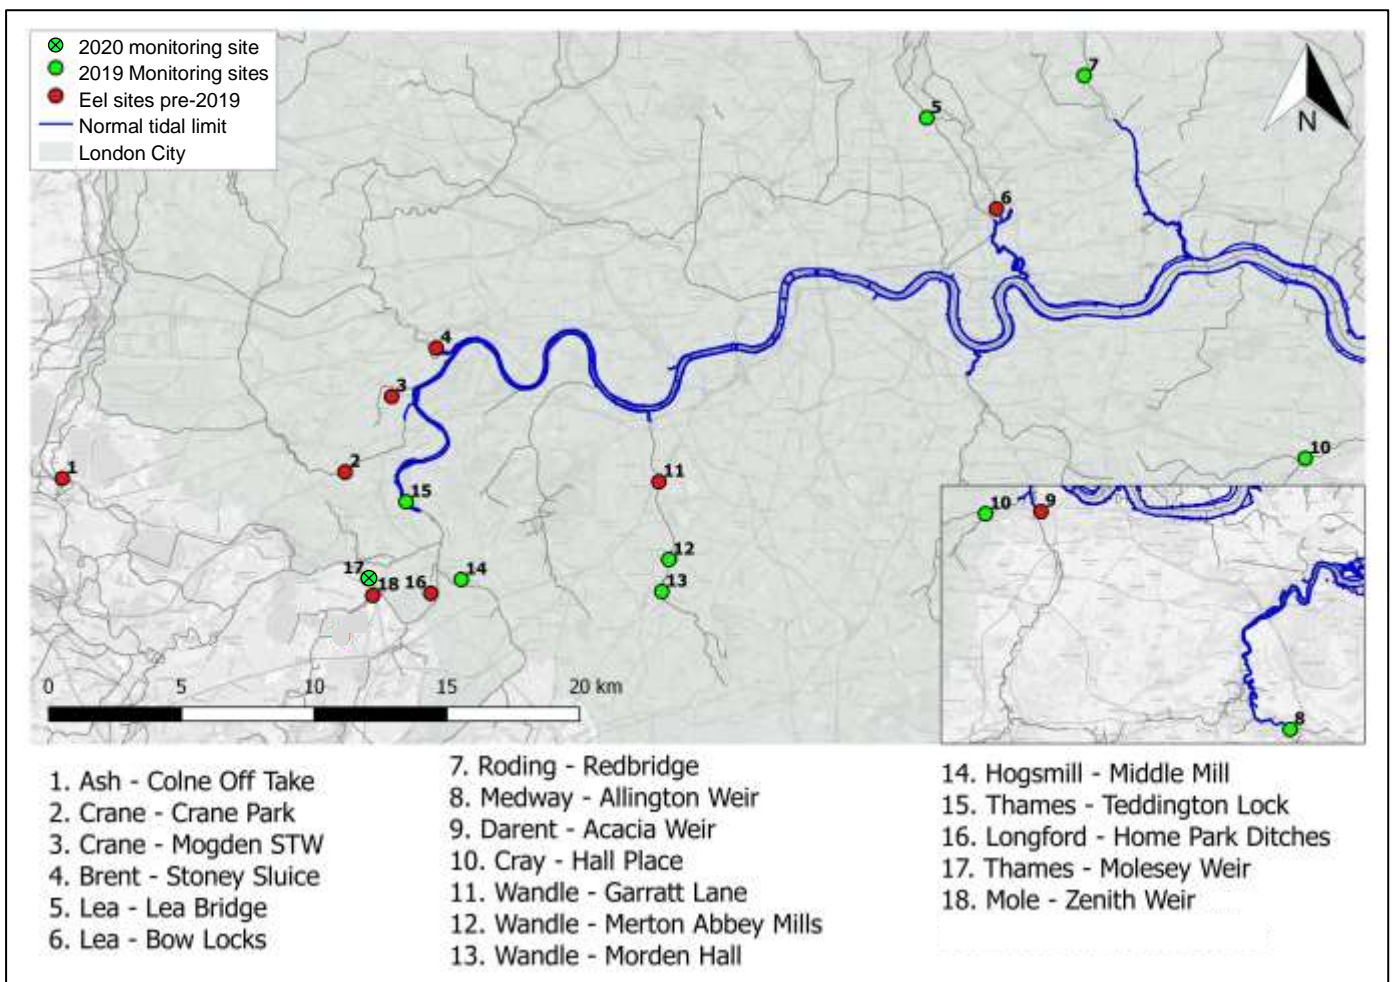 2020 monitoring site
2019 Monitoring sites
Eel sites pre-2019
Normal tidal limit
London City
N
7
5
6
4
3
2
1
15
11
10
12
13
14
17
18
16
10
9
8
0 5 10 15 20 km
1. Ash - Colne Off Take
2. Crane - Crane Park
3. Crane - Mogden STW
4. Brent - Stoney Sluice
5. Lea - Lea Bridge
6. Lea - Bow Locks
7. Roding - Redbridge
8. Medway - Allington Weir
9. Darent - Acacia Weir
10. Cray - Hall Place
11. Wandle - Garratt Lane
12. Wandle - Merton Abbey Mills
13. Wandle - Morden Hall
14. Hogsmill - Middle Mill
15. Thames - Teddington Lock
16. Longford - Home Park Ditches
17. Thames - Molesey Weir
18. Mole - Zenith Weir